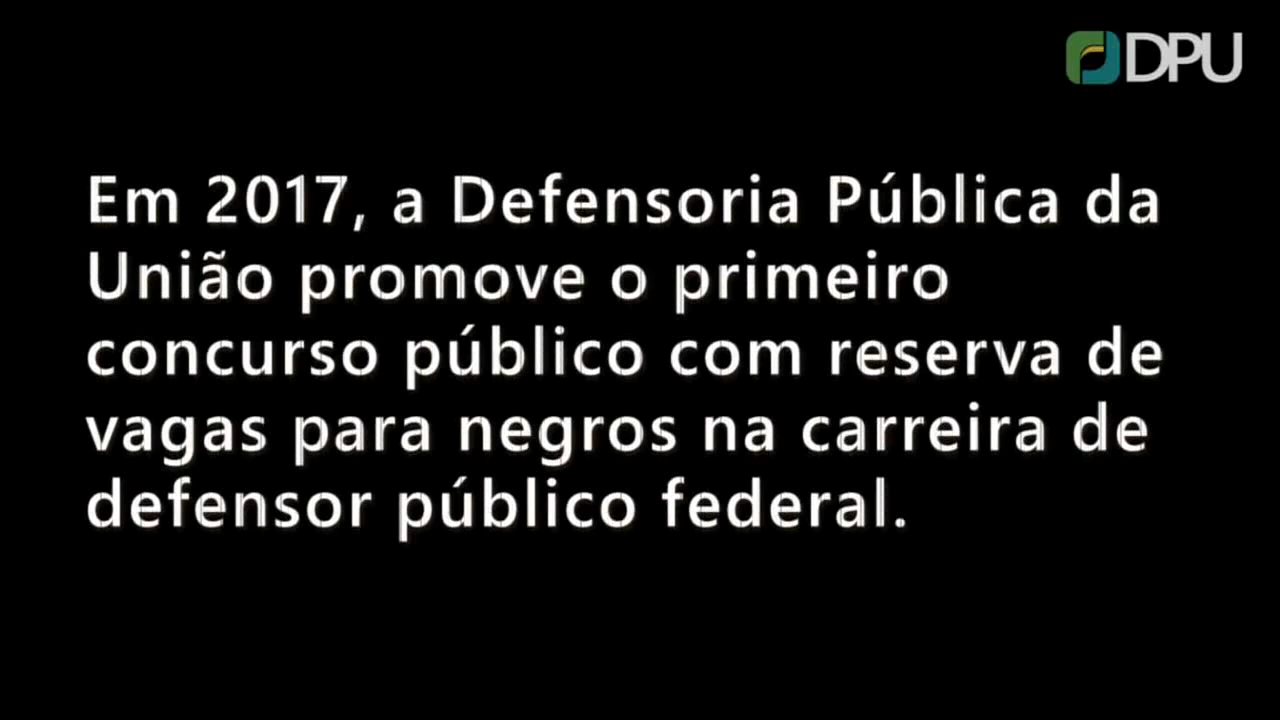 DPU
Em 2017, a Defensoria Pública da
União promove o primeiro
concurso público com reserva de
vagas para negros na carreira de
defensor público federal.